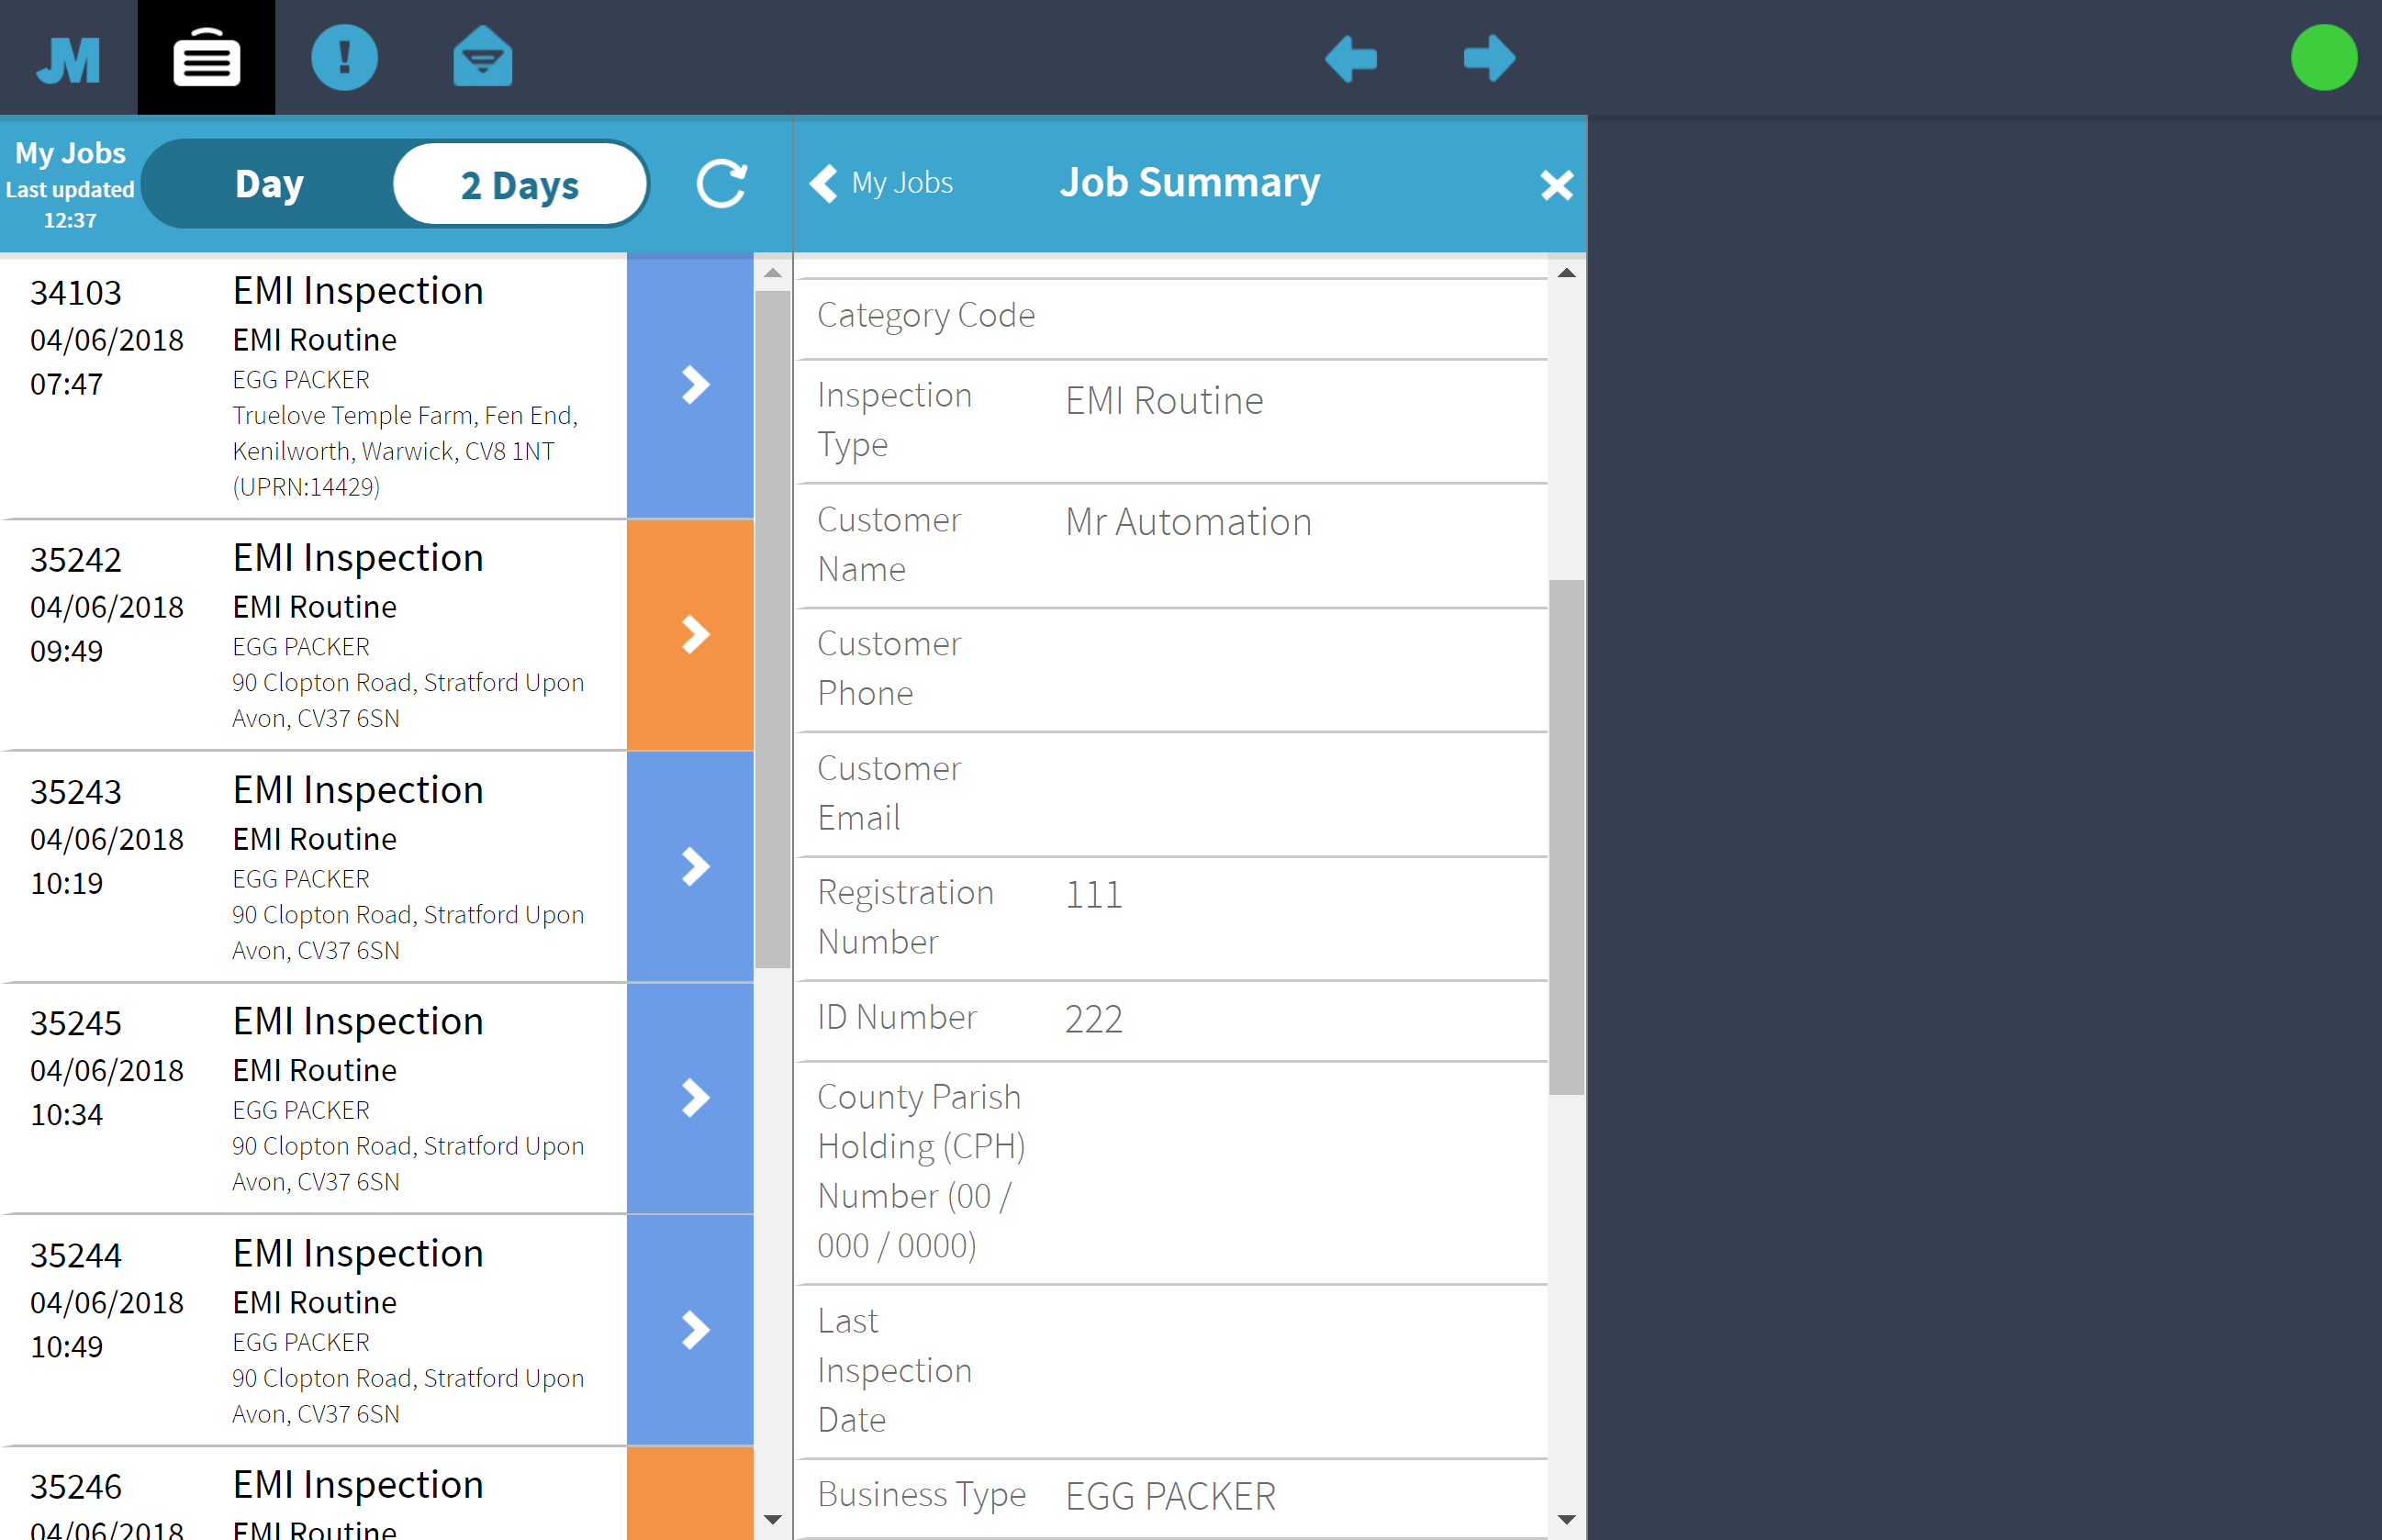 JM
My Jobs
Last updated
12:37
Day
2 Days
34103
04/06/2018
07:47
EMI Inspection
EMI Routine
EGG PACKER
Truelove Temple Farm, Fen End,
Kenilworth, Warwick, CV8 1NT
(UPRN:14429)
35242
04/06/2018
09:49
EMI Inspection
EMI Routine
EGG PACKER
90 Clopton Road, Stratford Upon
Avon, CV37 6SN
35243
04/06/2018
10:19
EMI Inspection
EMI Routine
EGG PACKER
90 Clopton Road, Stratford Upon
Avon, CV37 6SN
35245
04/06/2018
10:34
EMI Inspection
EMI Routine
EGG PACKER
90 Clopton Road, Stratford Upon
Avon, CV37 6SN
35244
04/06/2018
10:49
EMI Inspection
EMI Routine
EGG PACKER
90 Clopton Road, Stratford Upon
Avon, CV37 6SN
35246
04/06/2018
EMI Inspection
EMI Routine
My Jobs
Job Summary
Category Code
Inspection
Type
EMI Routine
Customer
Name
Mr Automation
Customer
Phone
Customer
Email
Registration
Number
111
ID Number
222
County Parish
Holding (CPH)
Number (00 /
000 / 0000)
Last
Inspection
Date
Business Type
EGG PACKER